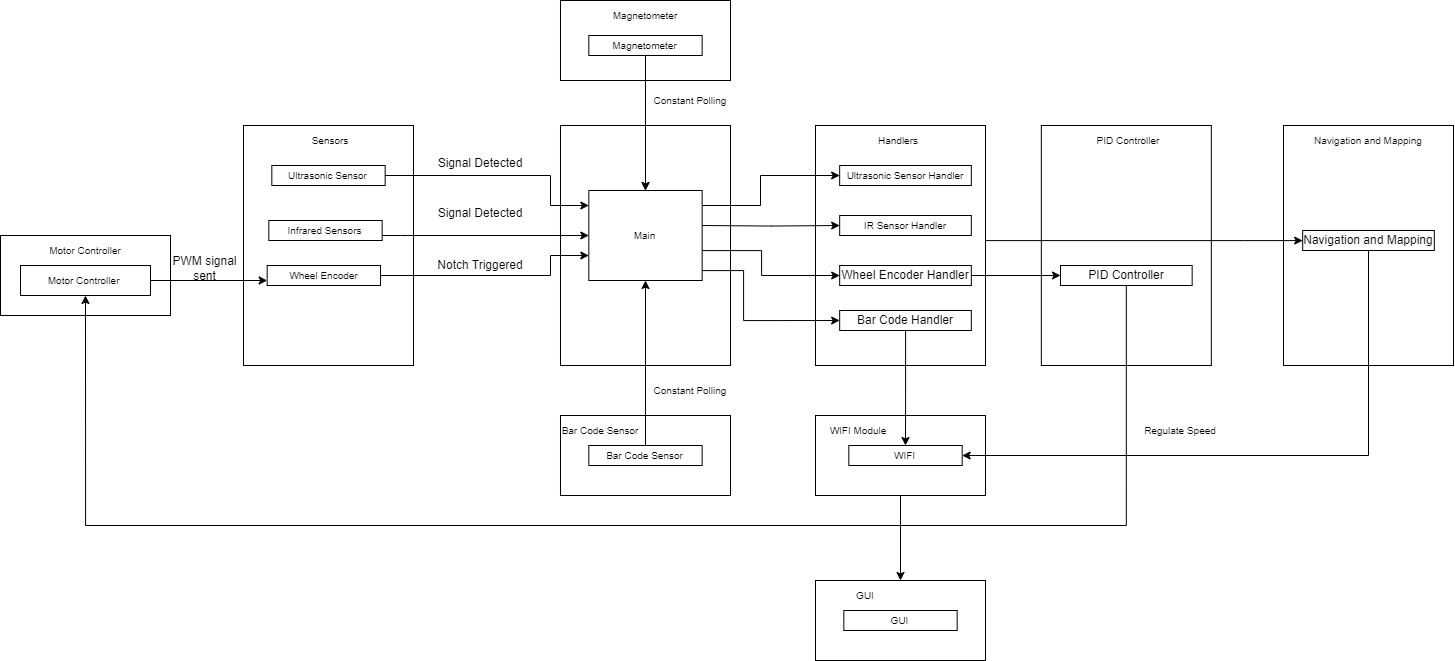 Magnetometer
Magnetometer
Constant Polling
Sensors
Ultrasonic Sensor
Infrared Sensors
Wheel Encoder
Signal Detected
Signal Detected
Notch Triggered
Main
Handlers
Ultrasonic Sensor Handler
IR Sensor Handler
Wheel Encoder Handler
Bar Code Handler
PID Controller
PID Controller
Navigation and Mapping
Navigation and Mapping
Motor Controller
Motor Controller
PWM signal
sent
Constant Polling
Bar Code Sensor
Bar Code Sensor
WIFI Module
WIFI
Regulate Speed
GUI
GUI